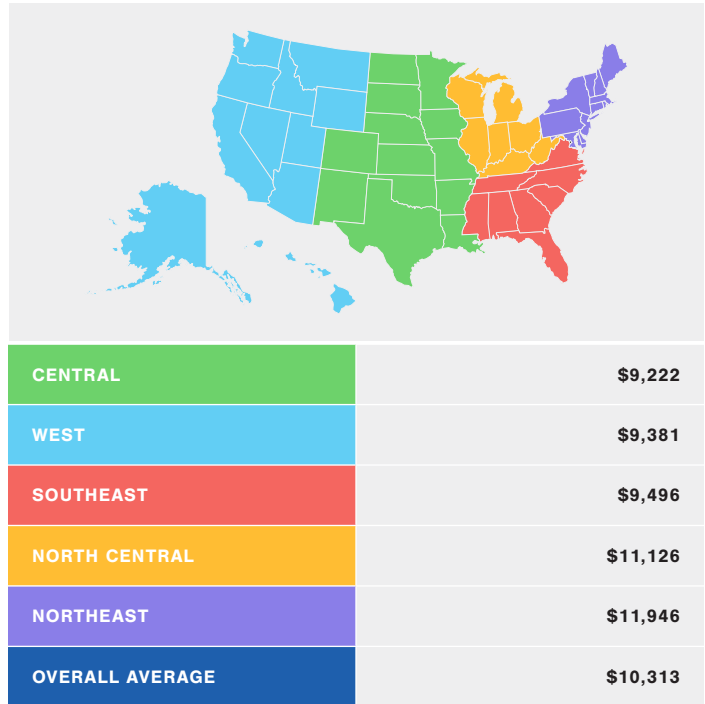 CENTRAL $9,222
WEST $9,381
SOUTHEAST $9,496
NORTH CENTRAL $11,126
NORTHEAST $11,946
OVERALL AVERAGE $10,313